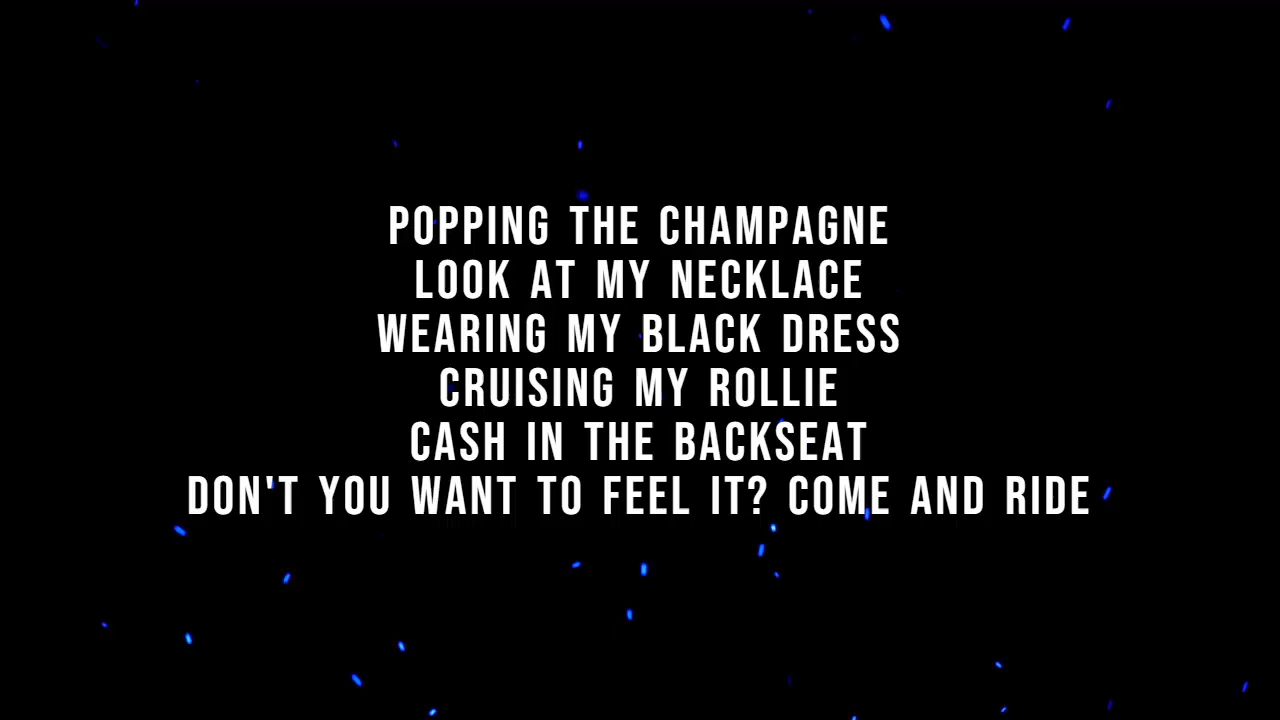 POPPING THE CHAMPAGNE
LOOK AT MY NECKLACE
WEARING MY BLACK DRESS
CRUISING MY ROLLIE
CASH IN THE BACKSEAT
DON'T YOU WANT TO FEEL IT? COME AND RIDE